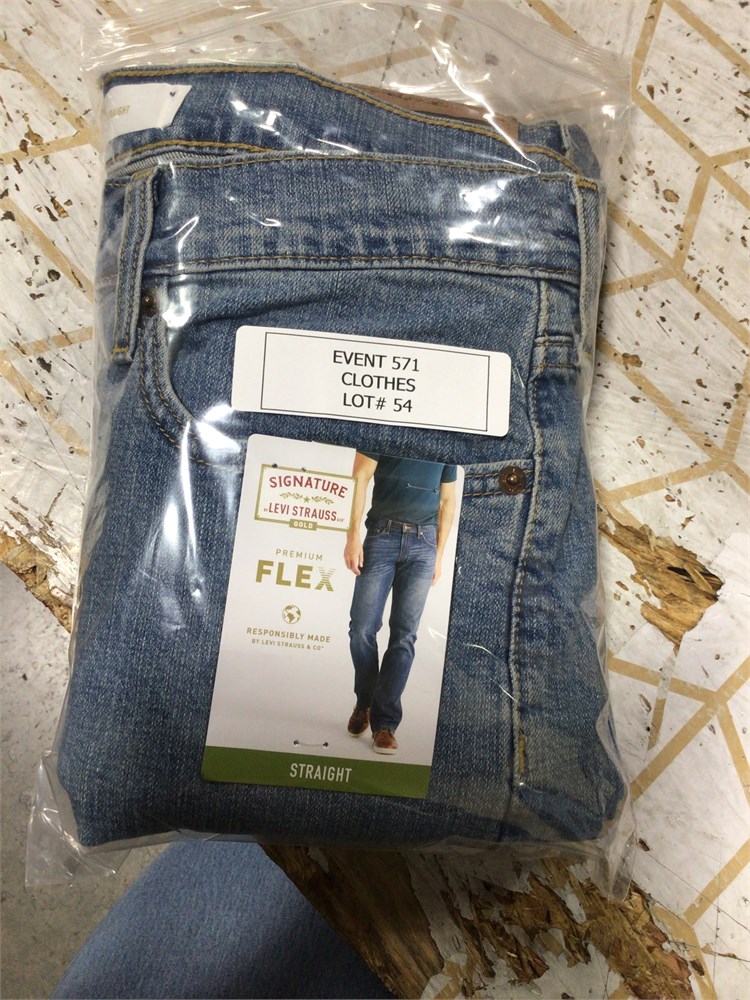 EVENT 571
CLOTHES
LOT# 54
SIGNATURE
BY LEVI STRAUSS & CO
GOLD
PREMIUM
FLEX
RESPONSIBLY MADE
BY LEVI STRAUSS & CO
STRAIGHT